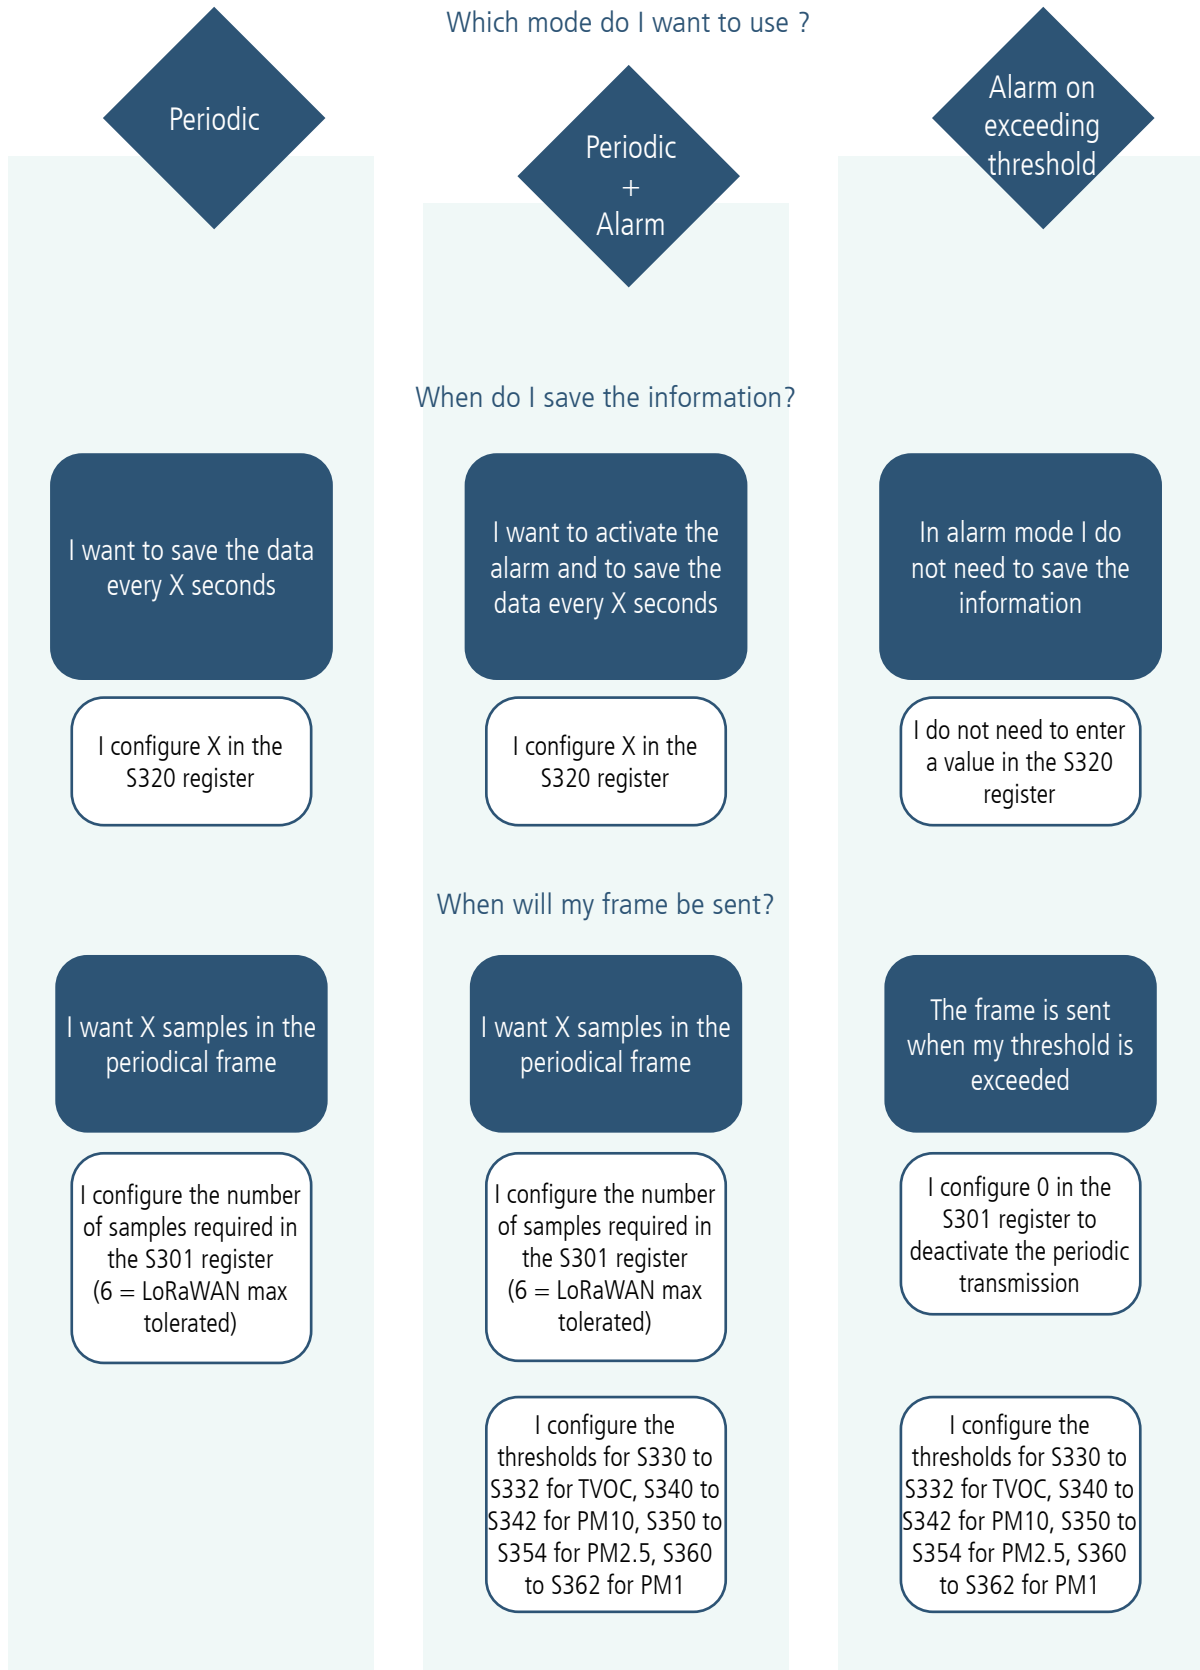 Which mode do I want to use ?
Periodic
Periodic
+
Alarm
Alarm on
exceeding
threshold
When do I save the information?
I want to save the data
every X seconds
I want to activate the
alarm and to save the
data every X seconds
In alarm mode I do
not need to save the
information
I configure X in the
S320 register
I configure X in the
S320 register
I do not need to enter
a value in the S320
register
When will my frame be sent?
I want X samples in the
periodical frame
I want X samples in the
periodical frame
The frame is sent
when my threshold is
exceeded
I configure the number
of samples required in
the S301 register
(6 = LoRaWAN max
tolerated)
I configure the number
of samples required in
the S301 register
(6 = LoRaWAN max
tolerated)
I configure 0 in the
S301 register to
deactivate the periodic
transmission
I configure the
thresholds for S330 to
S332 for TVOC, S340 to
S342 for PM10, S350 to
S354 for PM2.5, S360
to S362 for PM1
I configure the
thresholds for S330 to
S332 for TVOC, S340 to
S342 for PM10, S350 to
S354 for PM2.5, S360
to S362 for PM1